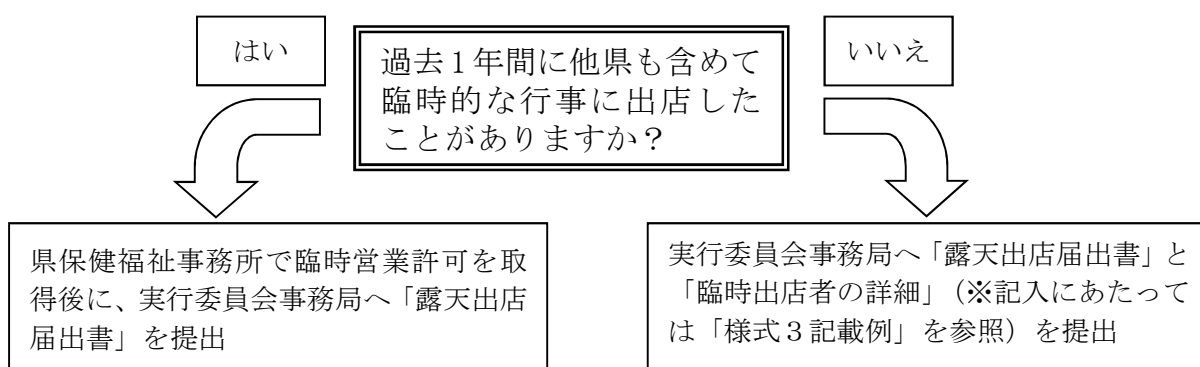 はい
過去１年間に他県も含めて
臨時的な行事に出店した
ことがありますか？
いいえ
県保健福祉事務所で臨時営業許可を取
得後に、実行委員会事務局へ「露天出店
届出書」を提出
実行委員会事務局へ「露天出店届出書」と
「臨時出店者の詳細」（※記入にあたって
は「様式３記載例」を参照）を提出